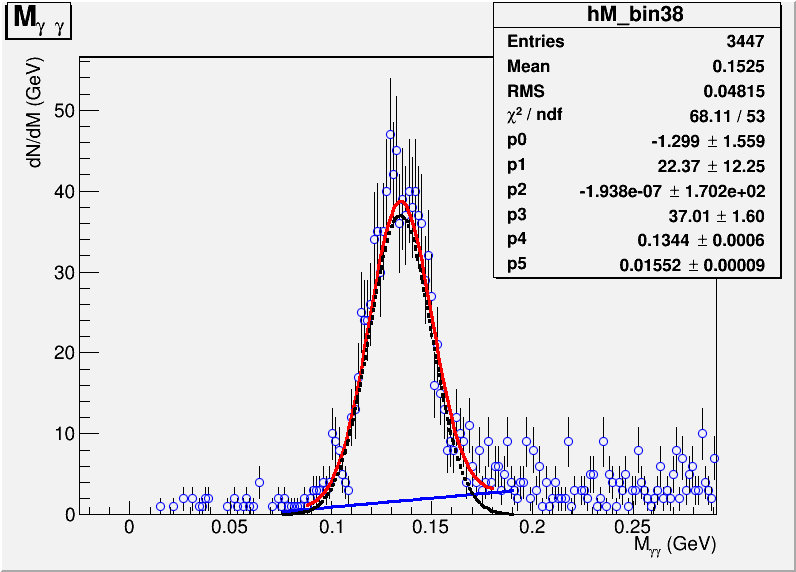 Mγ γ
hM_bin38
Entries 3447
Mean 0.1525
RMS 0.04815
χ² / ndf 68.11 / 53
p0 -1.299 ± 1.559
p1 22.37 ± 12.25
p2 -1.938e-07 ± 1.702e+02
p3 37.01 ± 1.60
p4 0.1344 ± 0.0006
p5 0.01552 ± 0.00009
dN/dM (GeV)
50
40
30
20
10
0
0 0.05 0.1 0.15 0.2 0.25
Mγγ (GeV)